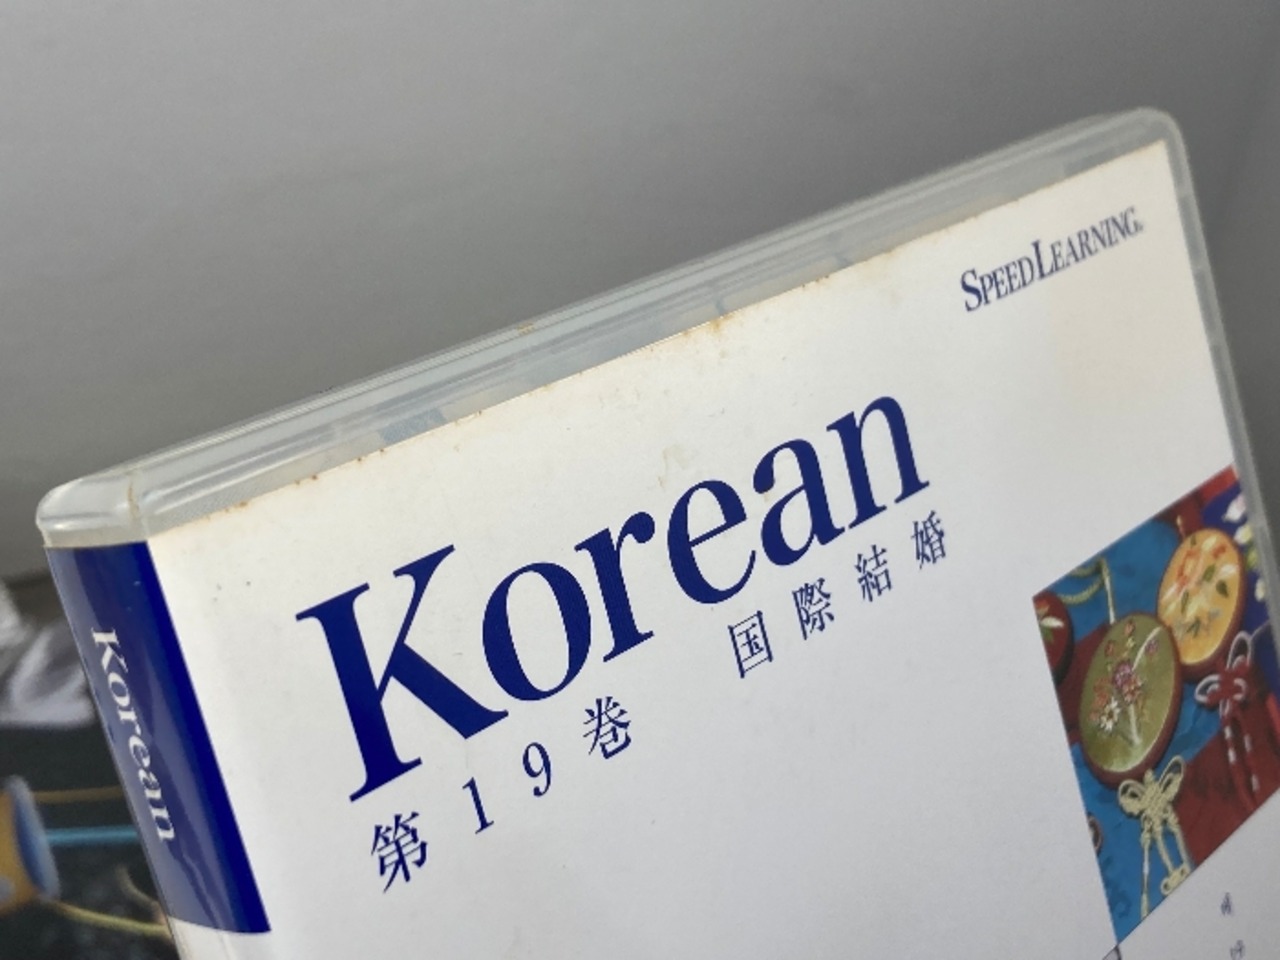 SPEEDLEARNING®
Korean
第19巻 国際結婚
Korean